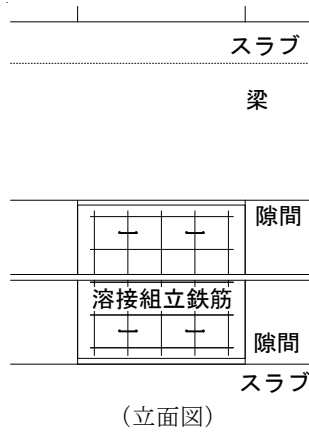 スラブ
梁
隙間
溶接組立鉄筋
隙間
スラブ
(立面図)